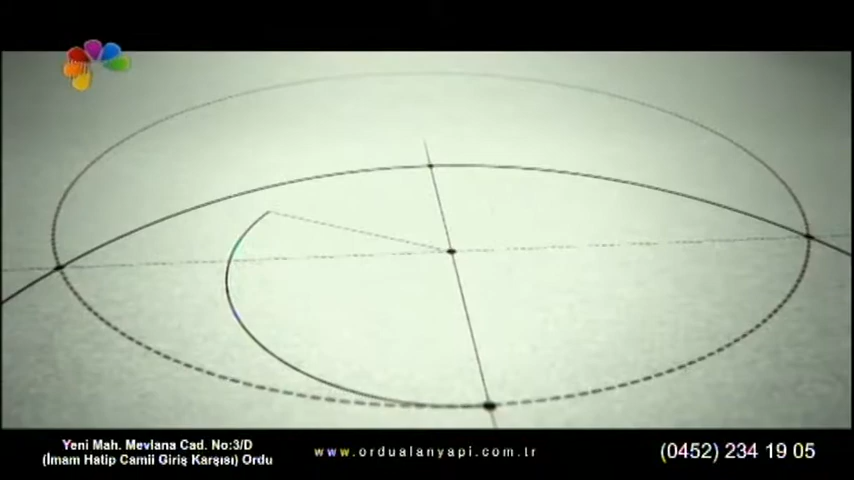 Yeni Mah. Mevlana Cad. No:3/D
(İmam Hatip Camii Giriş Karşısı) Ordu
www.ordualanyapi.com.tr
(0452) 234 19 05